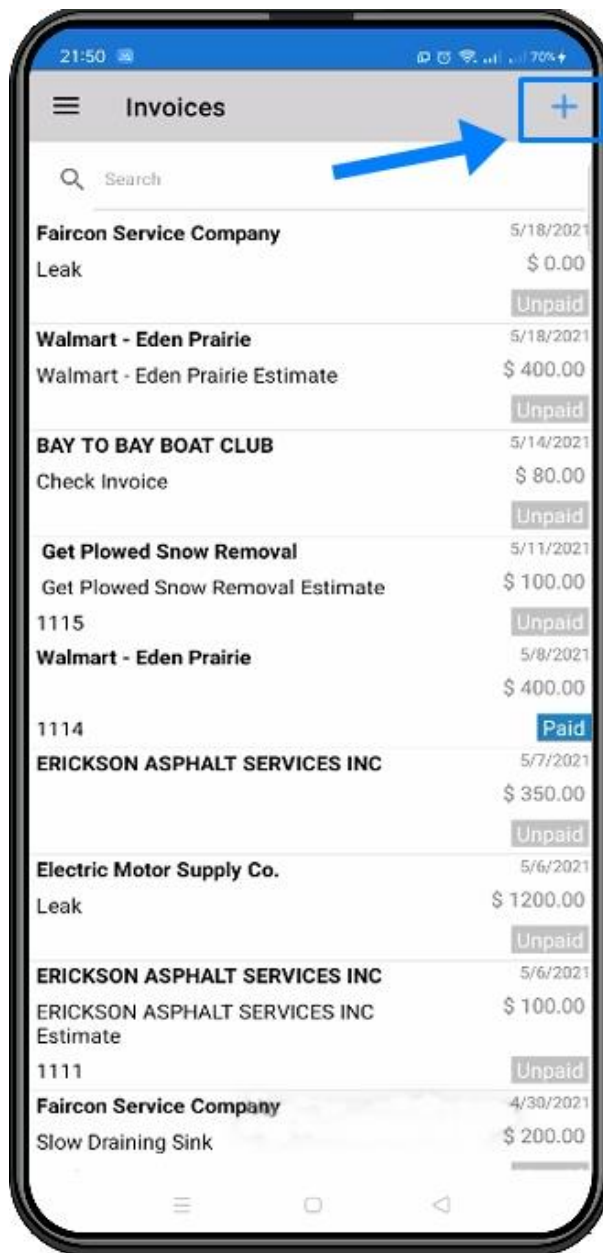 21:50 70%
Invoices +
Search
Faircon Service Company 5/18/2021
Leak $ 0.00
Unpaid
Walmart - Eden Prairie 5/18/2021
Walmart - Eden Prairie Estimate $ 400.00
Unpaid
BAY TO BAY BOAT CLUB 5/14/2021
Check Invoice $ 80.00
Unpaid
Get Plowed Snow Removal 5/11/2021
Get Plowed Snow Removal Estimate $ 100.00
1115 Unpaid
Walmart - Eden Prairie 5/8/2021
$ 400.00
1114 Paid
ERICKSON ASPHALT SERVICES INC 5/7/2021
$ 350.00
Unpaid
Electric Motor Supply Co. 5/6/2021
Leak $ 1200.00
Unpaid
ERICKSON ASPHALT SERVICES INC 5/6/2021
ERICKSON ASPHALT SERVICES INC $ 100.00
Estimate
1111 Unpaid
Faircon Service Company 4/30/2021
Slow Draining Sink $ 200.00